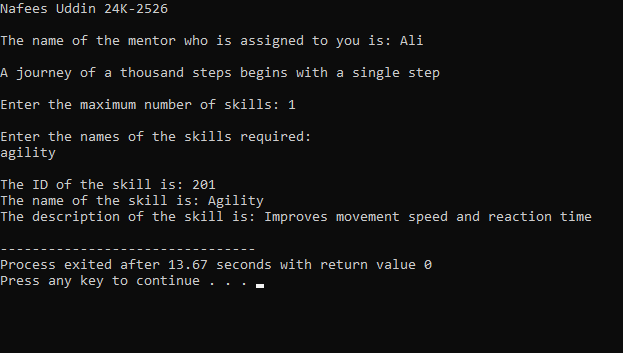 Nafees Uddin 24K-2526
The name of the mentor who is assigned to you is: Ali
A journey of a thousand steps begins with a single step
Enter the maximum number of skills: 1
Enter the names of the skills required:
agility
The ID of the skill is: 201
The name of the skill is: Agility
The description of the skill is: Improves movement speed and reaction time
--------------------------------
Process exited after 13.67 seconds with return value 0
Press any key to continue . . .